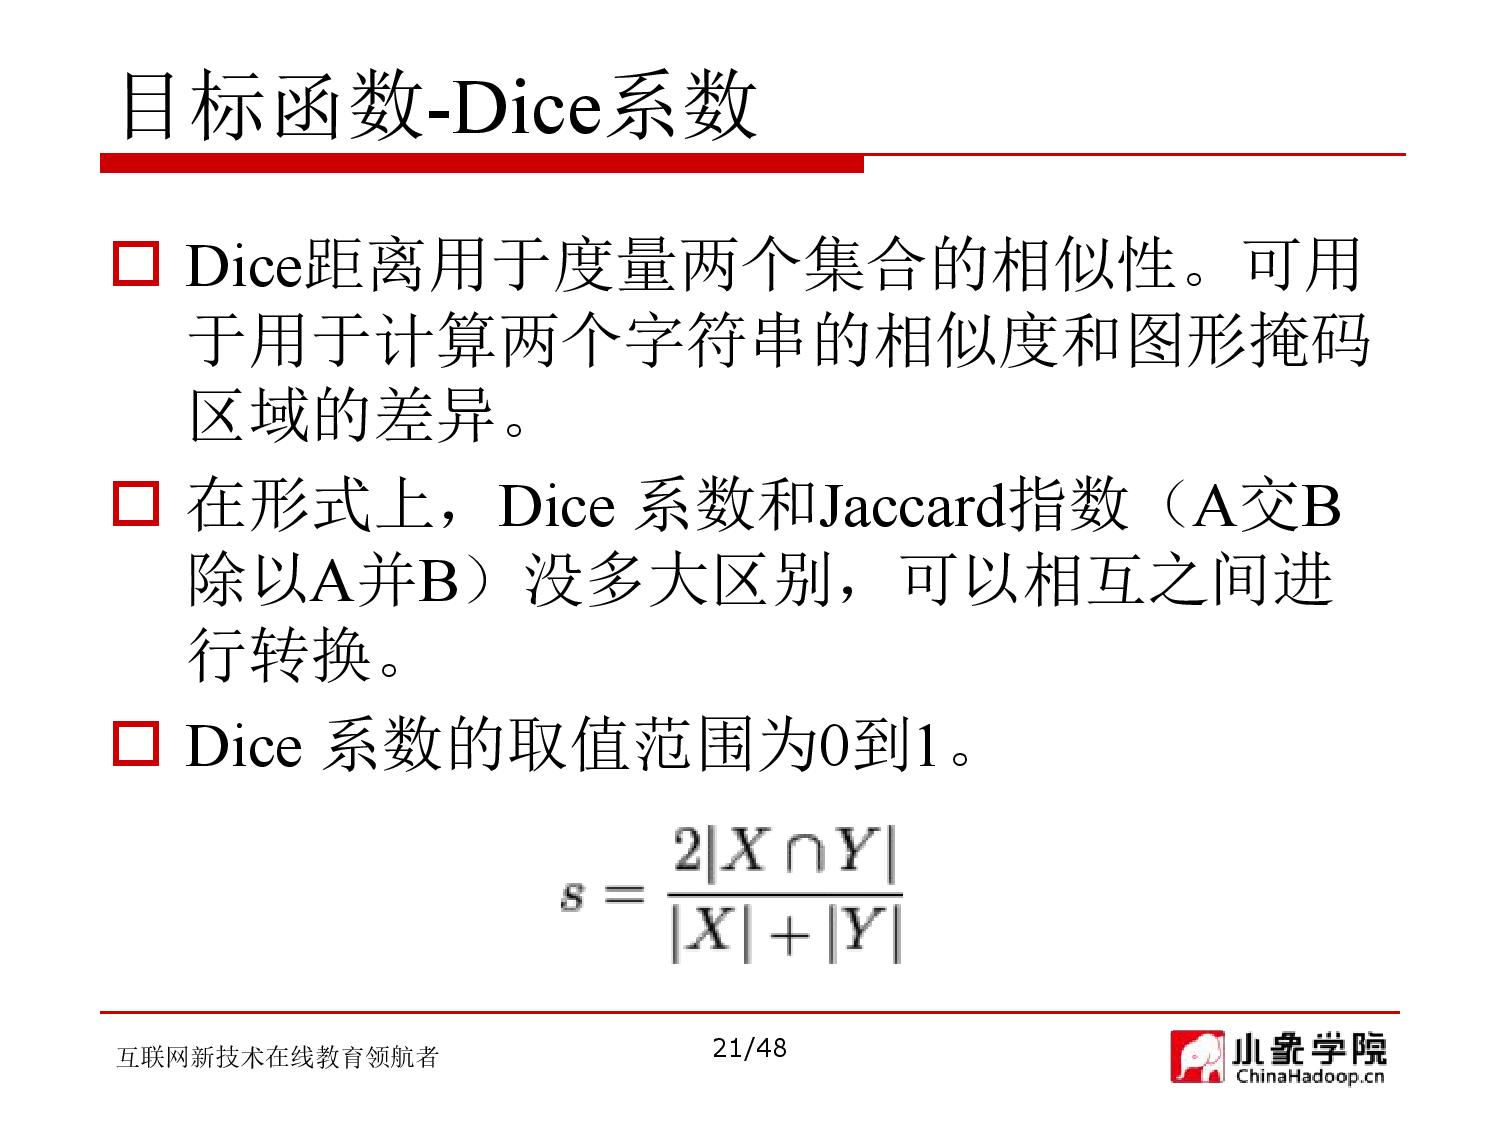 目标函数-Dice系数
Dice距离用于度量两个集合的相似性。可用
于用于计算两个字符串的相似度和图形掩码
区域的差异。
在形式上，Dice 系数和Jaccard指数（A交B
除以A并B）没多大区别，可以相互之间进
行转换。
Dice 系数的取值范围为0到1。
s = \frac{2|X ∩ Y|}{|X| + |Y|}
互联网新技术在线教育领航者
21/48
小象学院
ChinaHadoop.cn